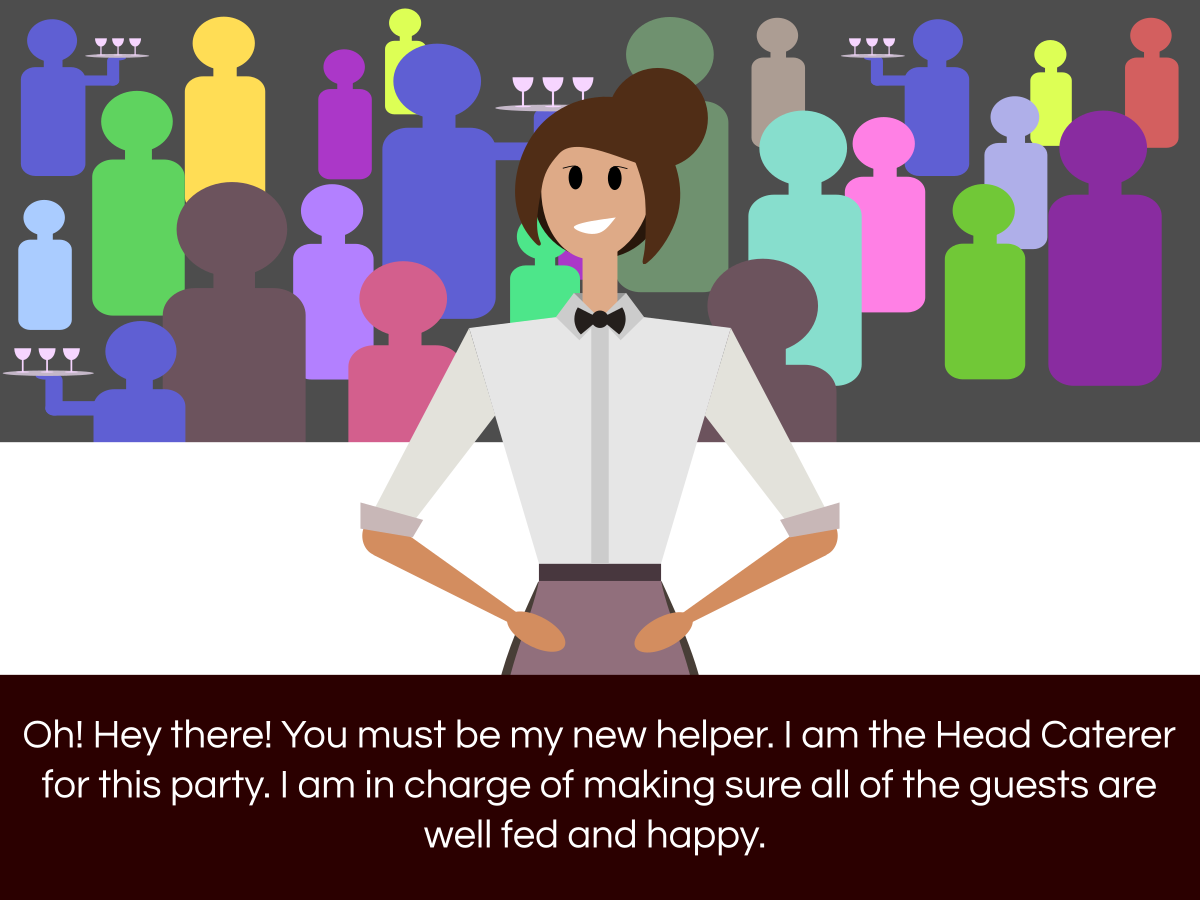 Oh! Hey there! You must be my new helper. I am the Head Caterer
for this party. I am in charge of making sure all of the guests are
well fed and happy.